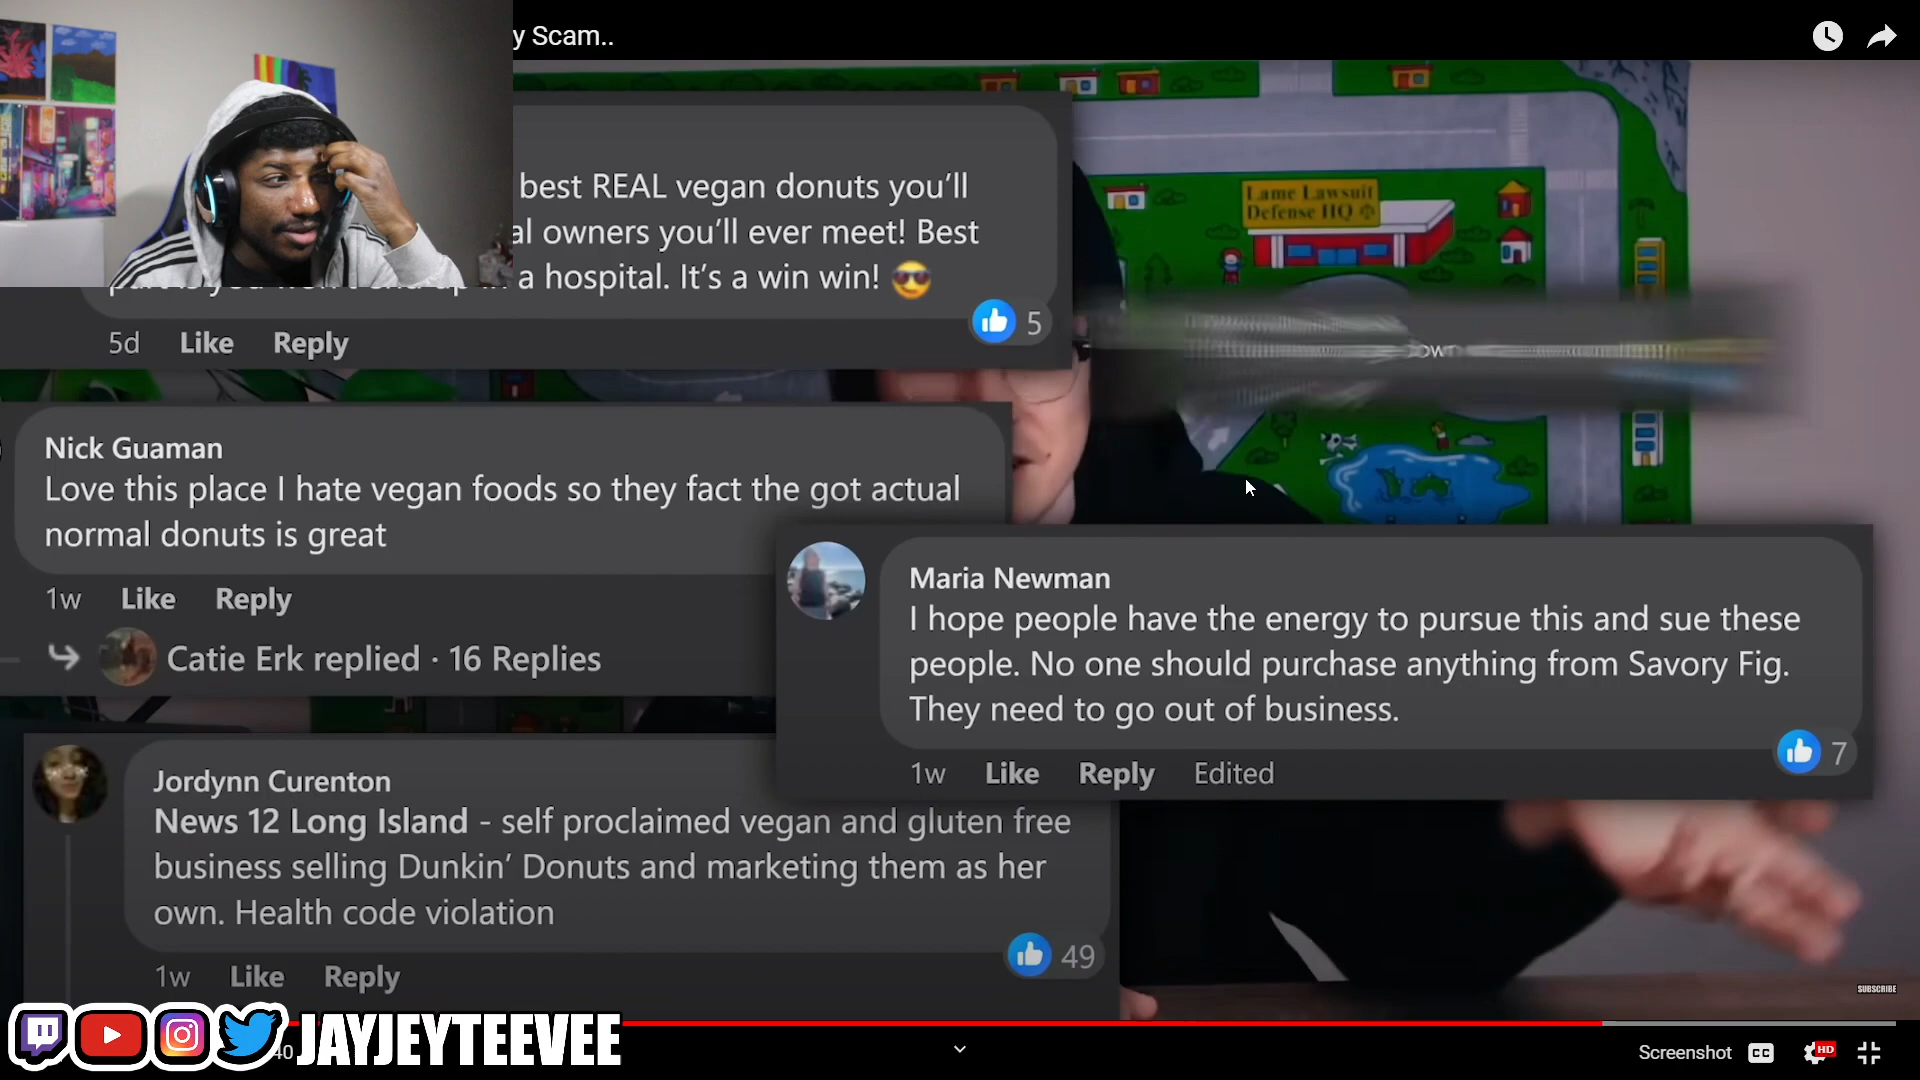 y Scam..
best REAL vegan donuts you'll
al owners you'll ever meet! Best
a hospital. It's a win win! 😎
5
5d Like Reply
Lame Lawsuit
Defense HQ
Nick Guaman
Love this place I hate vegan foods so they fact the got actual
normal donuts is great
1w Like Reply
Catie Erk replied · 16 Replies
Maria Newman
I hope people have the energy to pursue this and sue these
people. No one should purchase anything from Savory Fig.
They need to go out of business.
7
1w Like Reply Edited
Jordynn Curenton
News 12 Long Island - self proclaimed vegan and gluten free
business selling Dunkin' Donuts and marketing them as her
own. Health code violation
49
1w Like Reply
SUBSCRIBE
40
JAYJEYTEEVEE
Screenshot CC HD